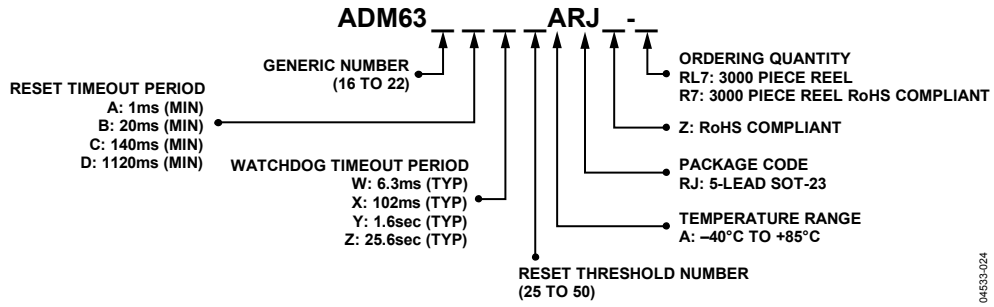 ADM63_ _ _ _ARJ_-_
GENERIC NUMBER
(16 TO 22)
ORDERING QUANTITY
RL7: 3000 PIECE REEL
R7: 3000 PIECE REEL RoHS COMPLIANT
RESET TIMEOUT PERIOD
A: 1ms (MIN)
B: 20ms (MIN)
C: 140ms (MIN)
D: 1120ms (MIN)
Z: RoHS COMPLIANT
WATCHDOG TIMEOUT PERIOD
W: 6.3ms (TYP)
X: 102ms (TYP)
Y: 1.6sec (TYP)
Z: 25.6sec (TYP)
PACKAGE CODE
RJ: 5-LEAD SOT-23
TEMPERATURE RANGE
A: –40°C TO +85°C
RESET THRESHOLD NUMBER
(25 TO 50)
04533-024